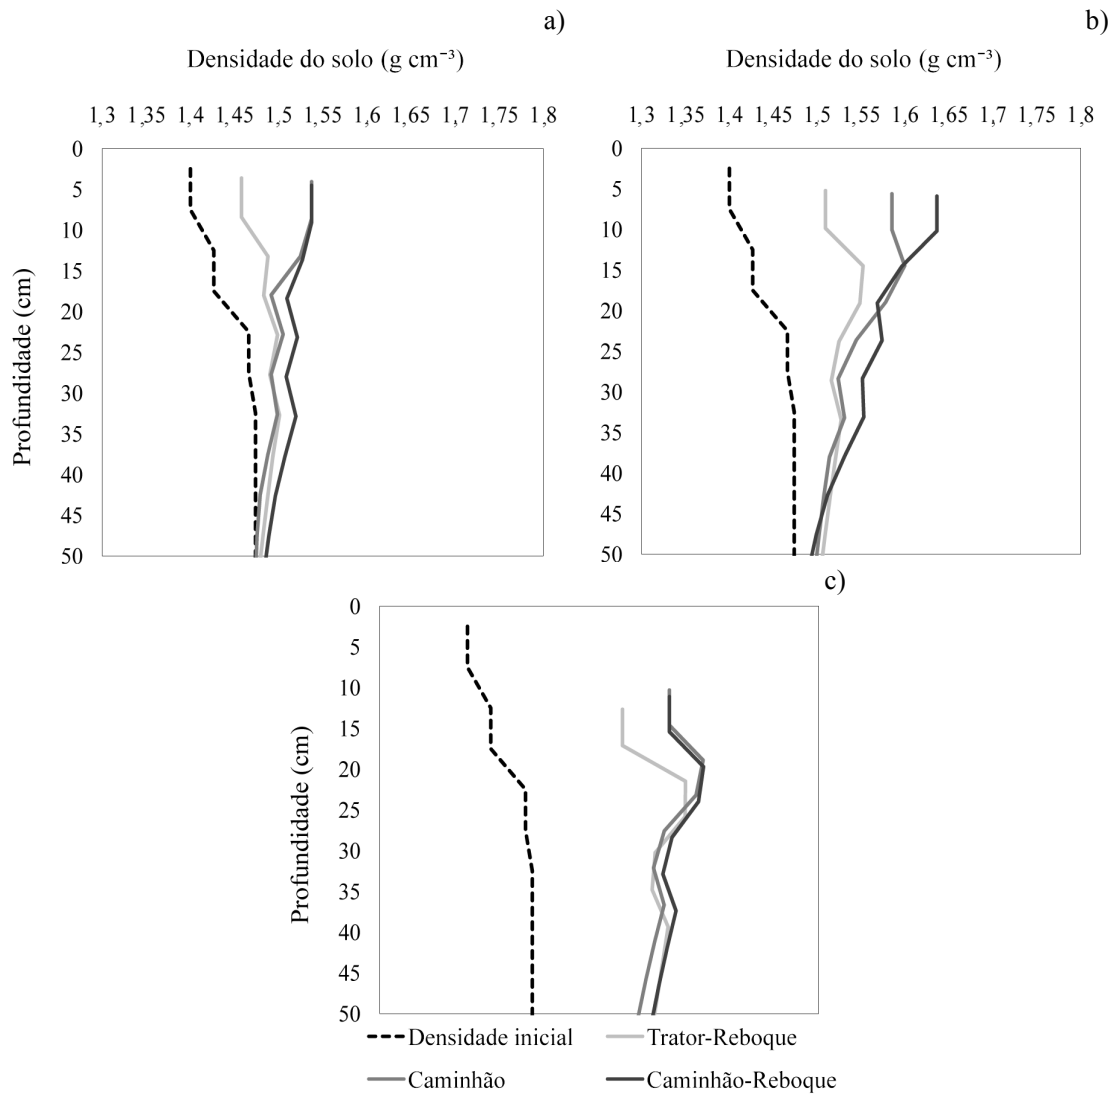 a)
Densidade do solo (g cm⁻³)
1,3 1,35 1,4 1,45 1,5 1,55 1,6 1,65 1,7 1,75 1,8
0
5
10
15
20
25
30
35
40
45
50
Profundidade (cm)
b)
Densidade do solo (g cm⁻³)
1,3 1,35 1,4 1,45 1,5 1,55 1,6 1,65 1,7 1,75 1,8
0
5
10
15
20
25
30
35
40
45
50
c)
0
5
10
15
20
25
30
35
40
45
50
Profundidade (cm)
Densidade inicial
Trator-Reboque
Caminhão
Caminhão-Reboque